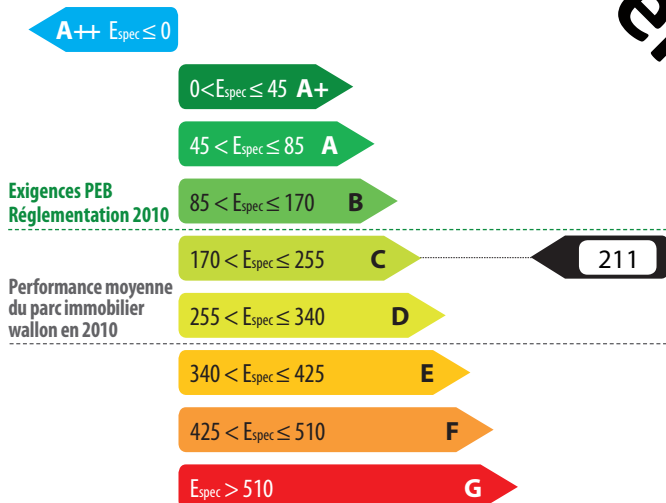 A++ Espec ≤ 0
0<Espec ≤ 45 A+
45 < Espec ≤ 85 A
Exigences PEB
Réglementation 2010
85 < Espec ≤ 170 B
170 < Espec ≤ 255 C
211
Performance moyenne
du parc immobilier
wallon en 2010
255 < Espec ≤ 340 D
340 < Espec ≤ 425 E
425 < Espec ≤ 510 F
Espec > 510 G